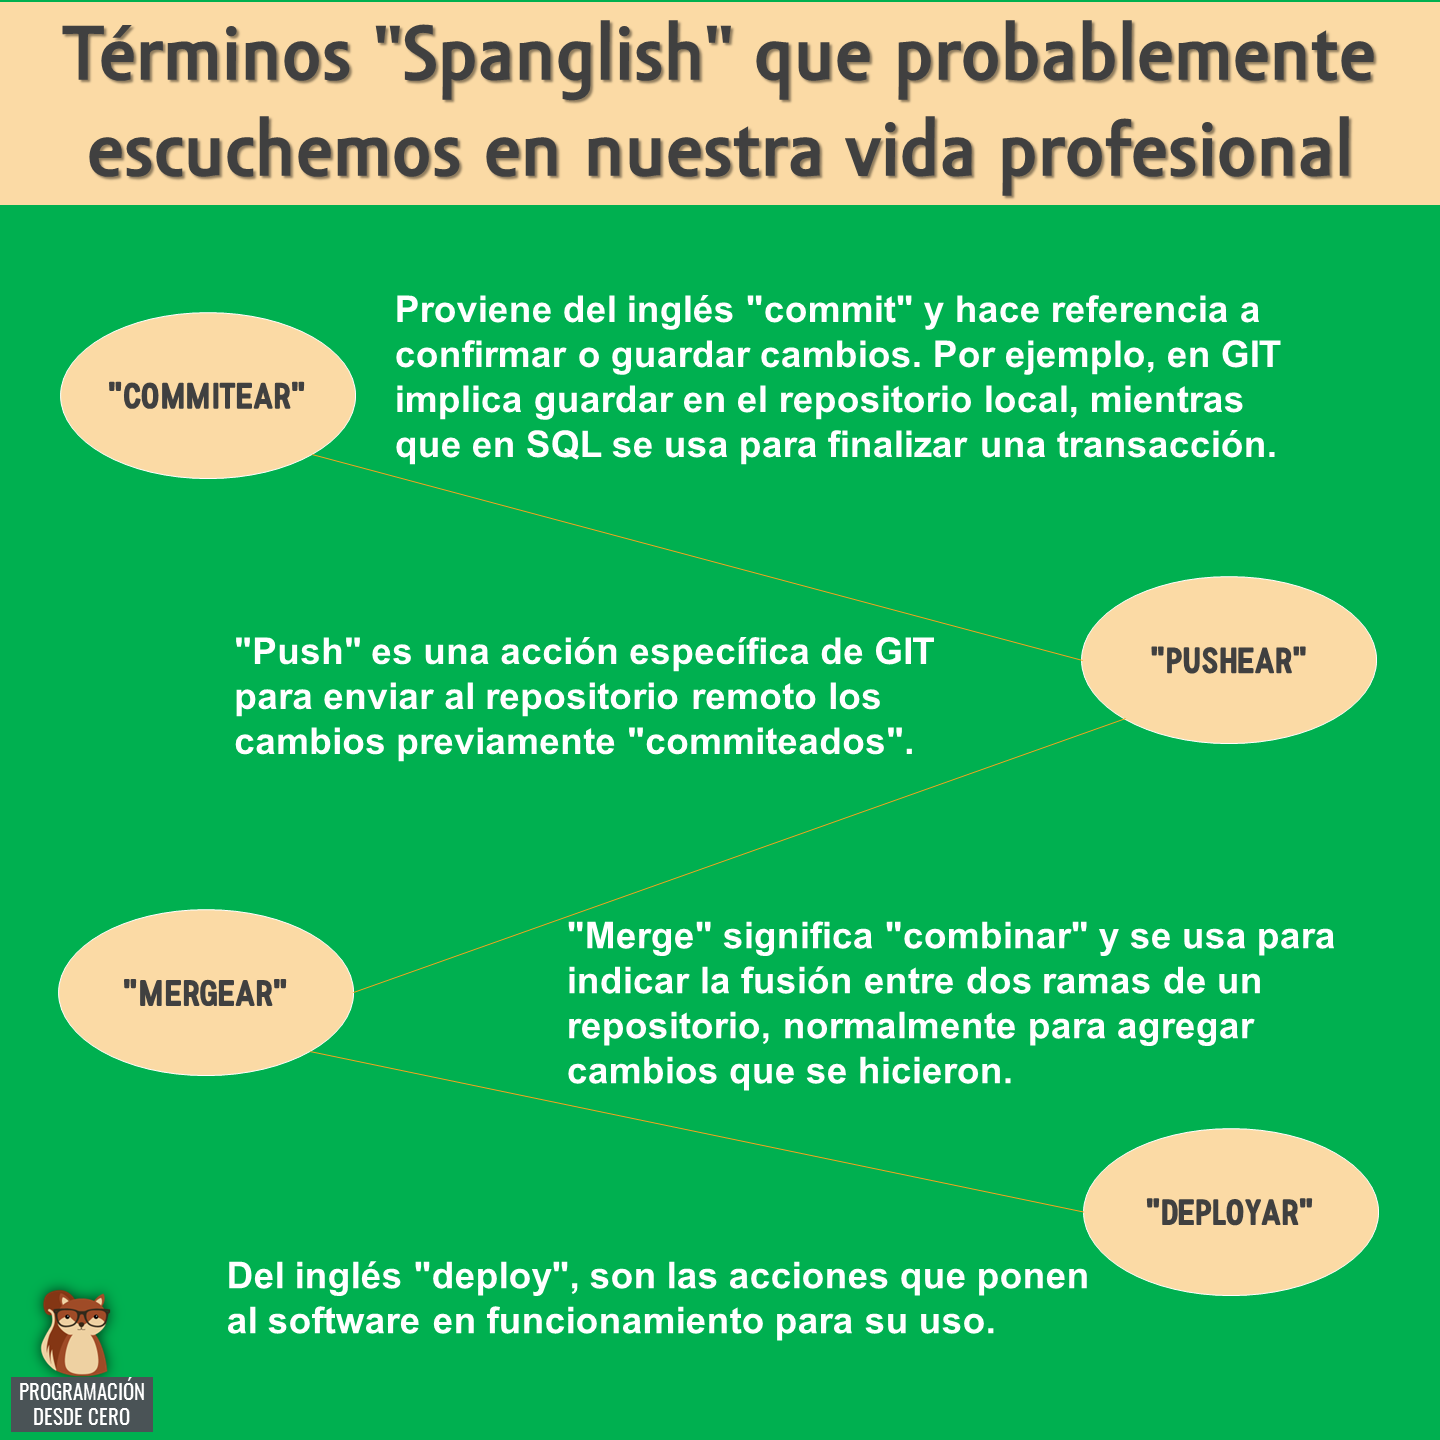 Términos "Spanglish" que probablemente
escuchemos en nuestra vida profesional
"COMMITEAR"
Proviene del inglés "commit" y hace referencia a
confirmar o guardar cambios. Por ejemplo, en GIT
implica guardar en el repositorio local, mientras
que en SQL se usa para finalizar una transacción.
"PUSHEAR"
"Push" es una acción específica de GIT
para enviar al repositorio remoto los
cambios previamente "commiteados".
"MERGEAR"
"Merge" significa "combinar" y se usa para
indicar la fusión entre dos ramas de un
repositorio, normalmente para agregar
cambios que se hicieron.
"DEPLOYAR"
Del inglés "deploy", son las acciones que ponen
al software en funcionamiento para su uso.
PROGRAMACIÓN
DESDE CERO